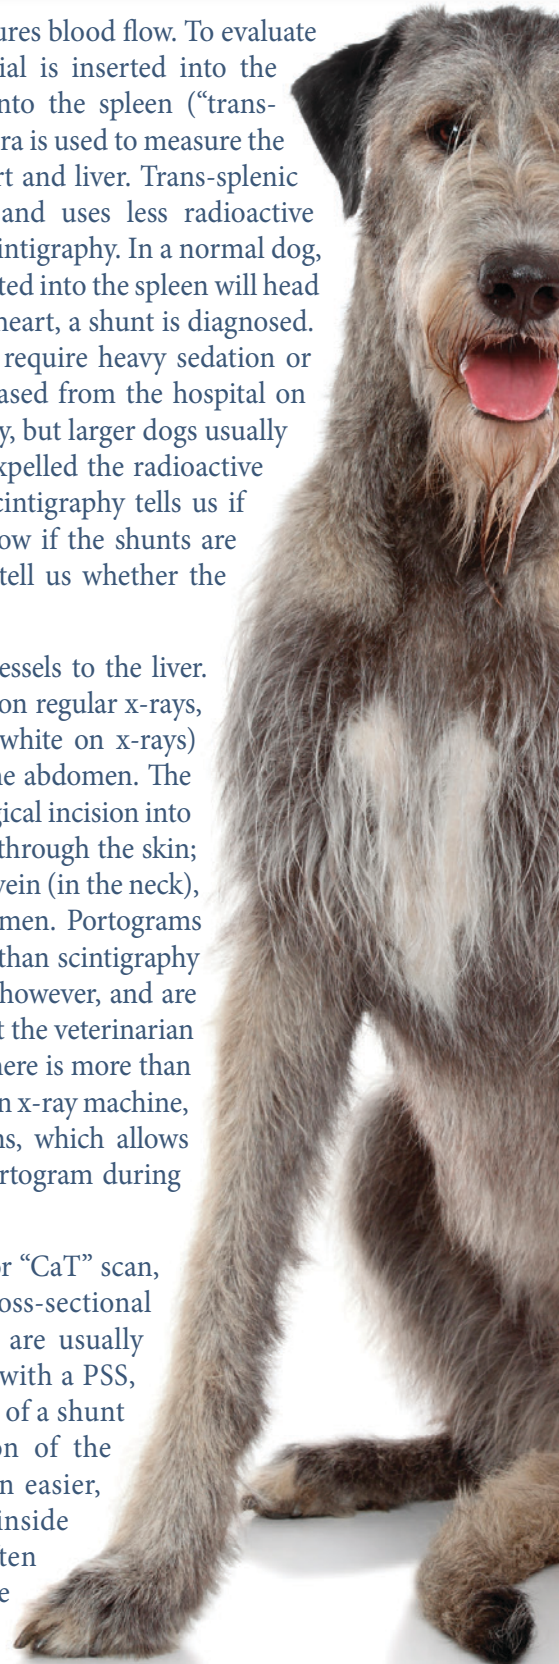 ures blood flow. To evaluate
ial is inserted into the
nto the spleen (“trans-
ra is used to measure the
rt and liver. Trans-splenic
and uses less radioactive
intigraphy. In a normal dog,
ted into the spleen will head
heart, a shunt is diagnosed.
require heavy sedation or
ased from the hospital on
y, but larger dogs usually
xpelled the radioactive
cintigraphy tells us if
ow if the shunts are
tell us whether the
essels to the liver.
on regular x-rays,
white on x-rays)
ne abdomen. The
gical incision into
through the skin;
vein (in the neck),
men. Portograms
than scintigraphy
however, and are
t the veterinarian
here is more than
n x-ray machine,
ns, which allows
rtogram during
or “CaT” scan,
oss-sectional
are usually
with a PSS,
of a shunt
on of the
n easier,
inside
ten
e